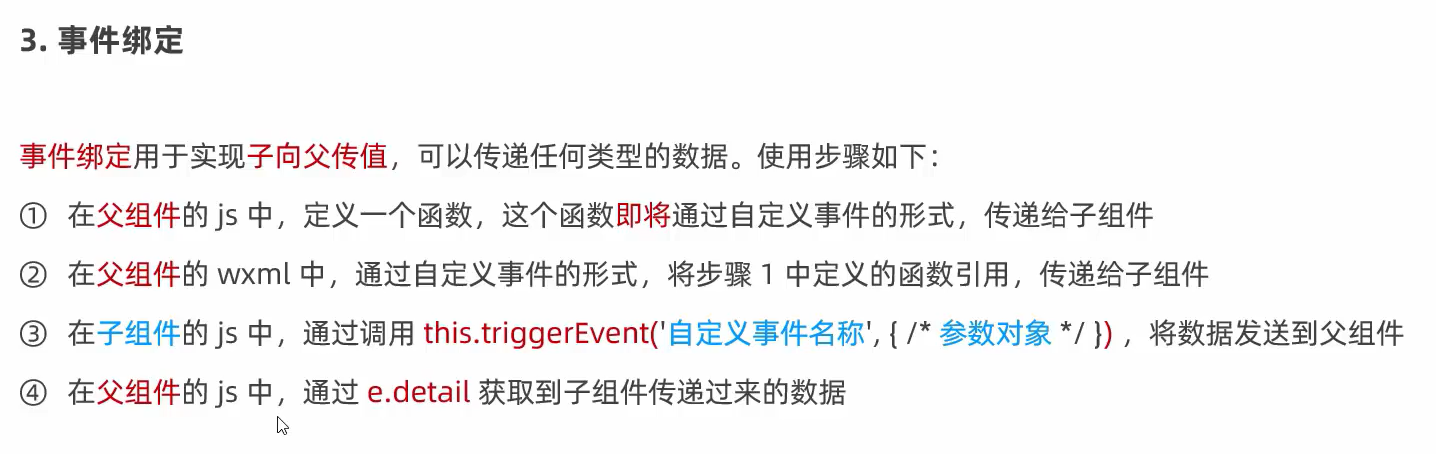 3. 事件绑定
事件绑定用于实现子向父传值，可以传递任何类型的数据。使用步骤如下：
① 在父组件的 js 中，定义一个函数，这个函数即将通过自定义事件的形式，传递给子组件
② 在父组件的 wxml 中，通过自定义事件的形式，将步骤 1 中定义的函数引用，传递给子组件
③ 在子组件的 js 中，通过调用 this.triggerEvent('自定义事件名称', { /* 参数对象 */ }) ，将数据发送到父组件
④ 在父组件的 js 中，通过 e.detail 获取到子组件传递过来的数据